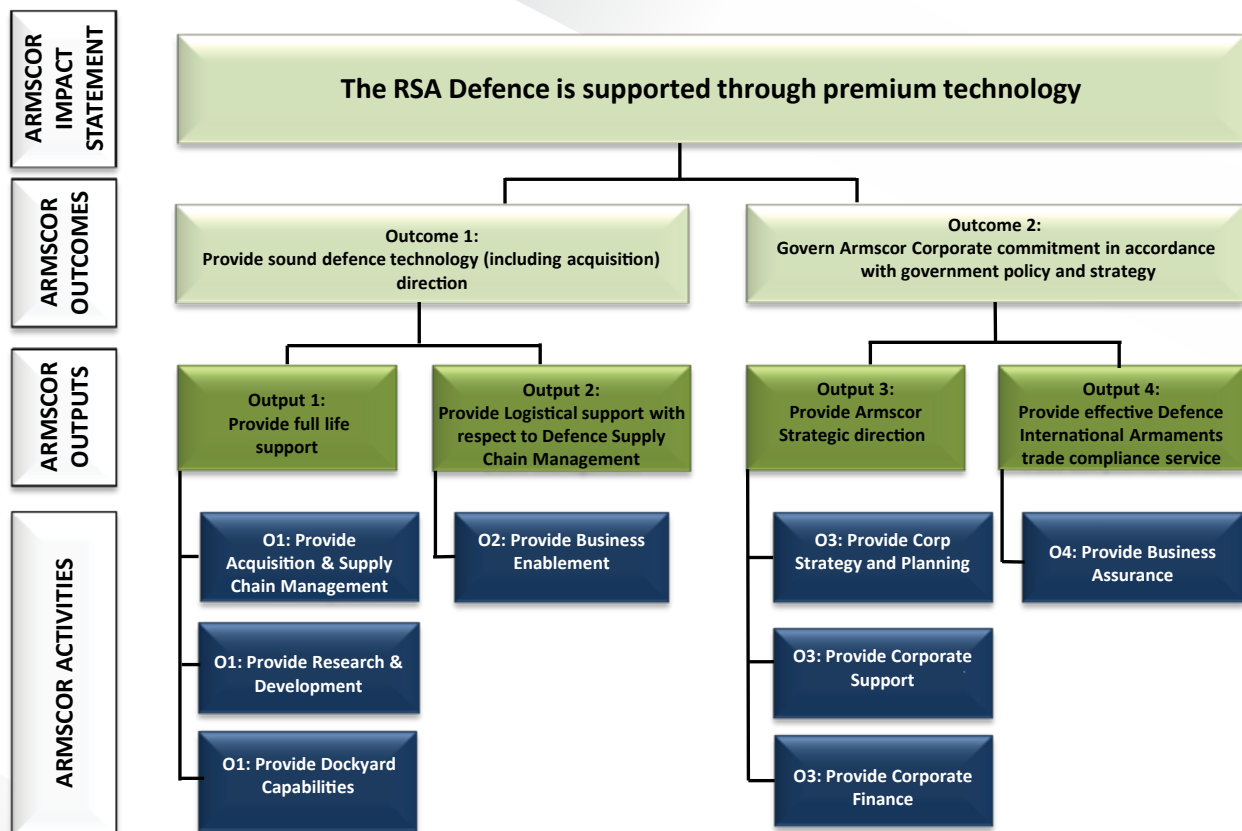 ARMSCOR
IMPACT
STATEMENT
The RSA Defence is supported through premium technology
ARMSCOR
OUTCOMES
Outcome 1:
Provide sound defence technology (including acquisition)
direction
Outcome 2:
Govern Armscor Corporate commitment in accordance
with government policy and strategy
ARMSCOR
OUTPUTS
Output 1:
Provide full life
support
Output 2:
Provide Logistical support with
respect to Defence Supply
Chain Management
Output 3:
Provide Armscor
Strategic direction
Output 4:
Provide effective Defence
International Armaments
trade compliance service
ARMSCOR ACTIVITIES
O1: Provide
Acquisition & Supply
Chain Management
O2: Provide Business
Enablement
O3: Provide Corp
Strategy and Planning
O4: Provide Business
Assurance
O1: Provide Research &
Development
O3: Provide Corporate
Support
O1: Provide Dockyard
Capabilities
O3: Provide Corporate
Finance